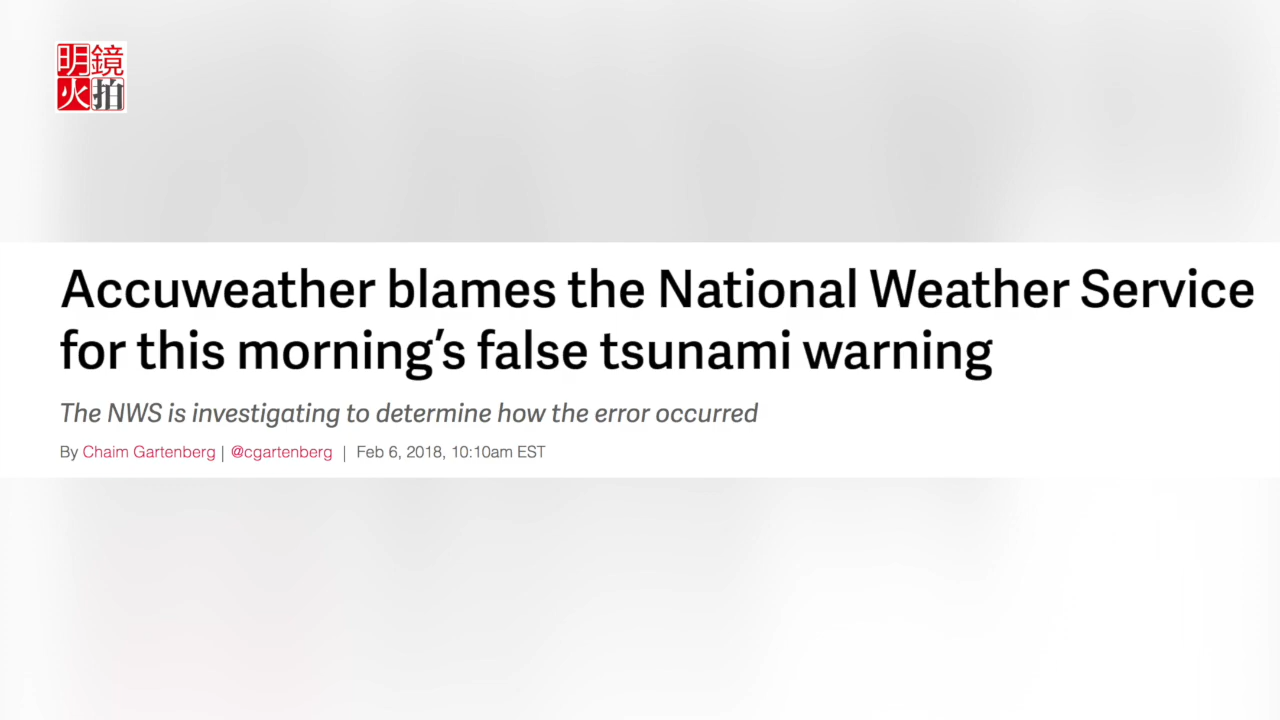 明鏡
火拍
Accuweather blames the National Weather Service
for this morning’s false tsunami warning
The NWS is investigating to determine how the error occurred
By Chaim Gartenberg | @cgartenberg | Feb 6, 2018, 10:10am EST